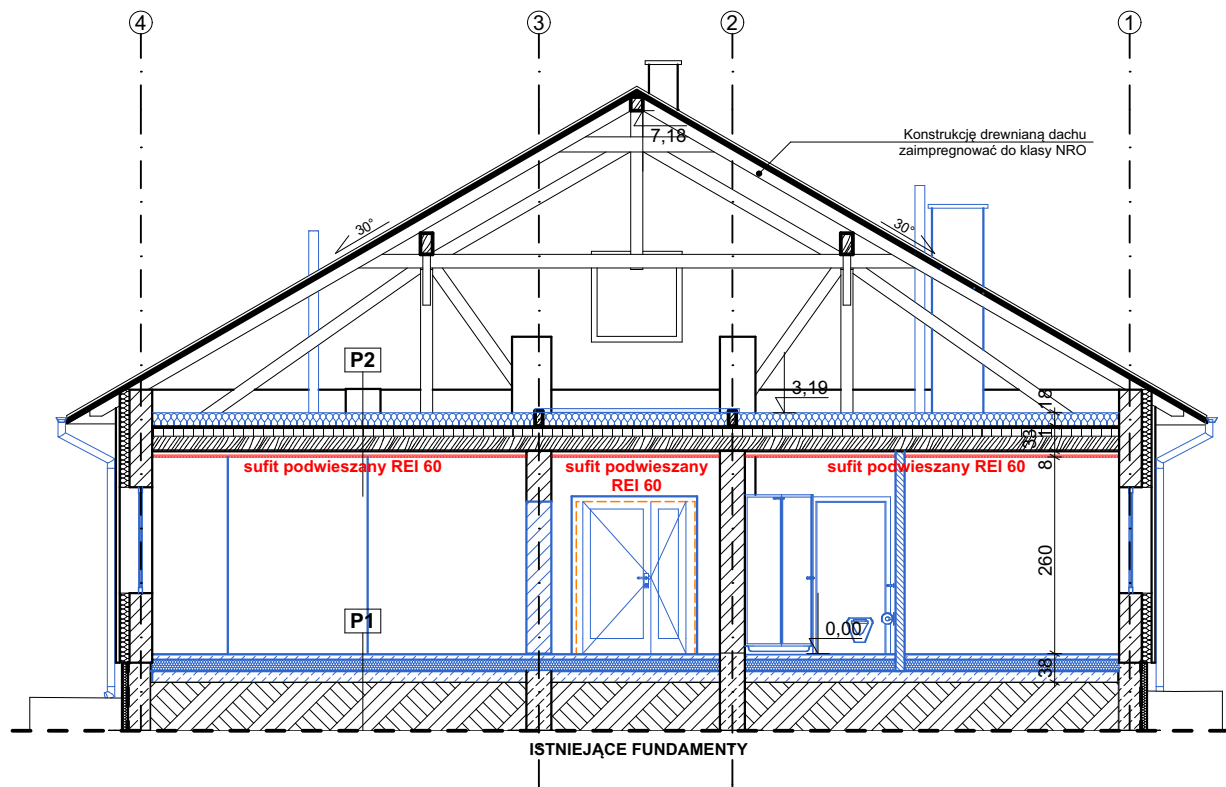 4
3
2
1
7,18
Konstrukcję drewnianą dachu
zaimpregnować do klasy NRO
30°
30°
P2
3,19
18
1
33
8
sufit podwieszany REI 60
sufit podwieszany
REI 60
sufit podwieszany REI 60
260
P1
0,00
38
ISTNIEJĄCE FUNDAMENTY